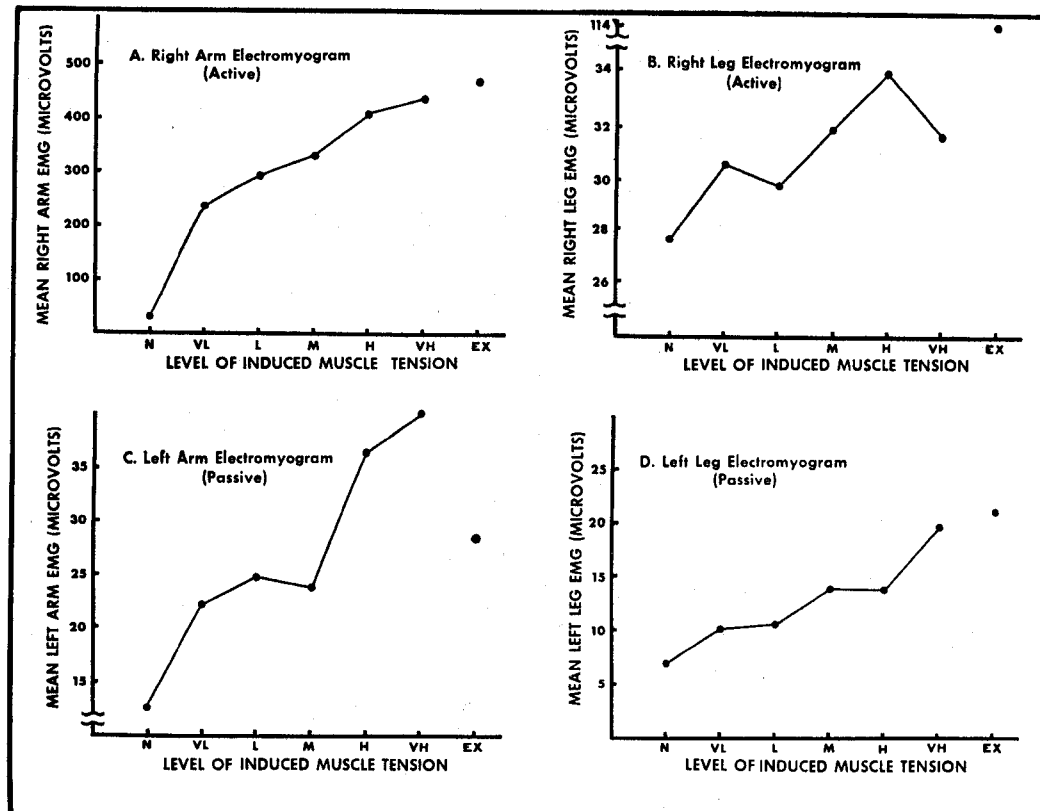 A. Right Arm Electromyogram
(Active)
MEAN RIGHT ARM EMG (MICROVOLTS)
500
400
300
200
100
N VL L M H VH EX
LEVEL OF INDUCED MUSCLE TENSION
B. Right Leg Electromyogram
(Active)
MEAN RIGHT LEG EMG (MICROVOLTS)
114
34
32
30
28
26
N VL L M H VH EX
LEVEL OF INDUCED MUSCLE TENSION
C. Left Arm Electromyogram
(Passive)
MEAN LEFT ARM EMG (MICROVOLTS)
35
30
25
20
15
N VL L M H VH EX
LEVEL OF INDUCED MUSCLE TENSION
D. Left Leg Electromyogram
(Passive)
MEAN LEFT LEG EMG (MICROVOLTS)
25
20
15
10
5
N VL L M H VH EX
LEVEL OF INDUCED MUSCLE TENSION